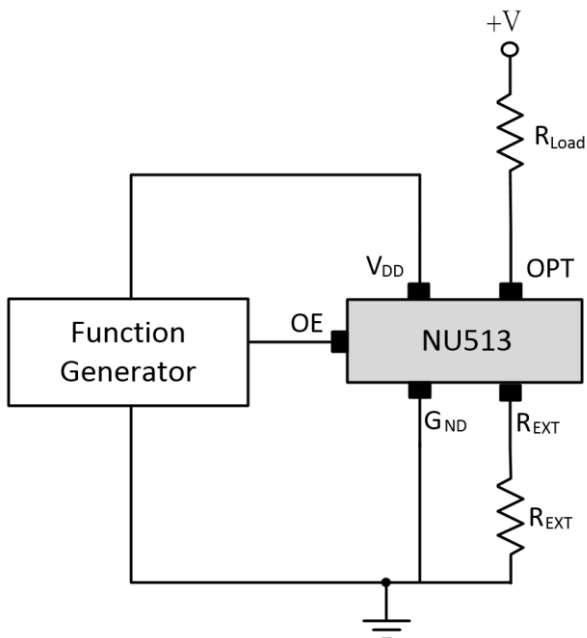 +V
RLoad
VDD
OPT
Function
Generator
OE
NU513
GND
REXT
REXT